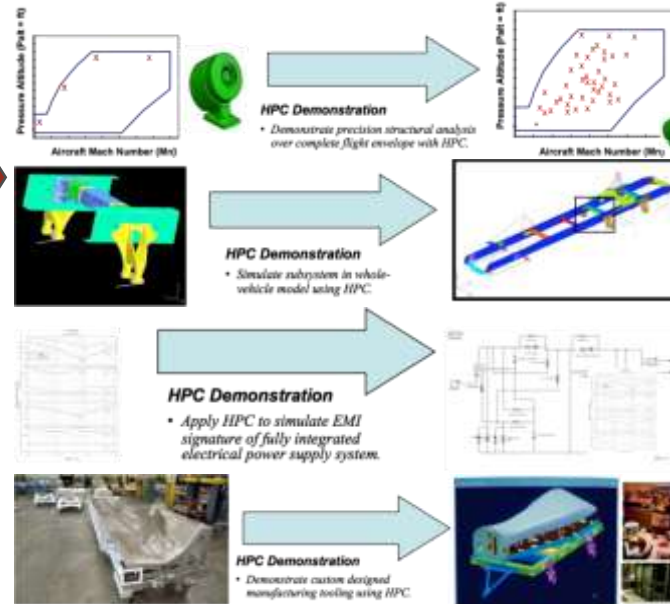 Pressure Altitude (Palt = ft)
Aircraft Mach Number (Mn)
HPC Demonstration
• Demonstrate precision structural analysis
over complete flight envelope with HPC.
Pressure Altitude (Palt = ft)
Aircraft Mach Number (Mn)
HPC Demonstration
• Simulate subsystem in whole-
vehicle model using HPC.
HPC Demonstration
• Apply HPC to simulate EMI
signature of fully integrated
electrical power supply system.
HPC Demonstration
• Demonstrate custom designed
manufacturing tooling using HPC.